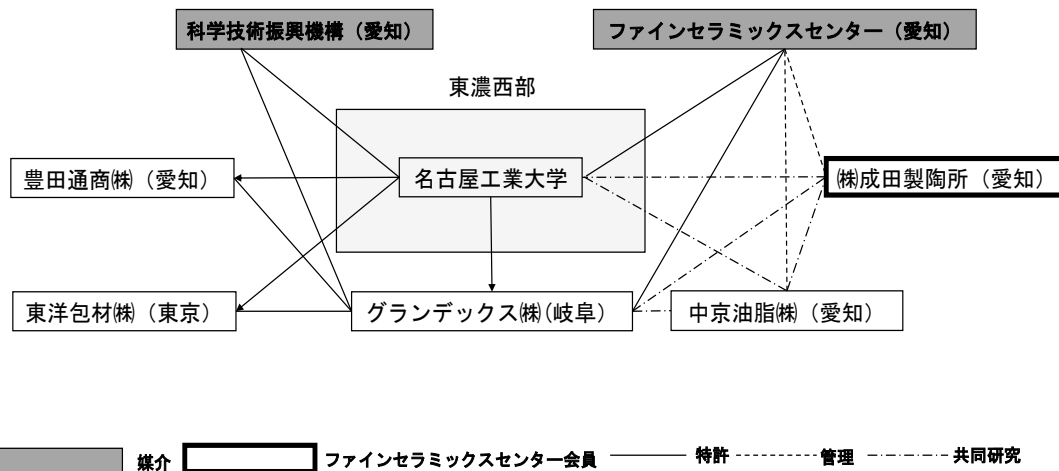 科学技術振興機構（愛知）
ファインセラミックスセンター（愛知）
東濃西部
豊田通商㈱（愛知）
名古屋工業大学
㈱成田製陶所（愛知）
東洋包材㈱（東京）
グランデックス㈱（岐阜）
中京油脂㈱（愛知）
媒介
ファインセラミックスセンター会員
特許
管理
共同研究